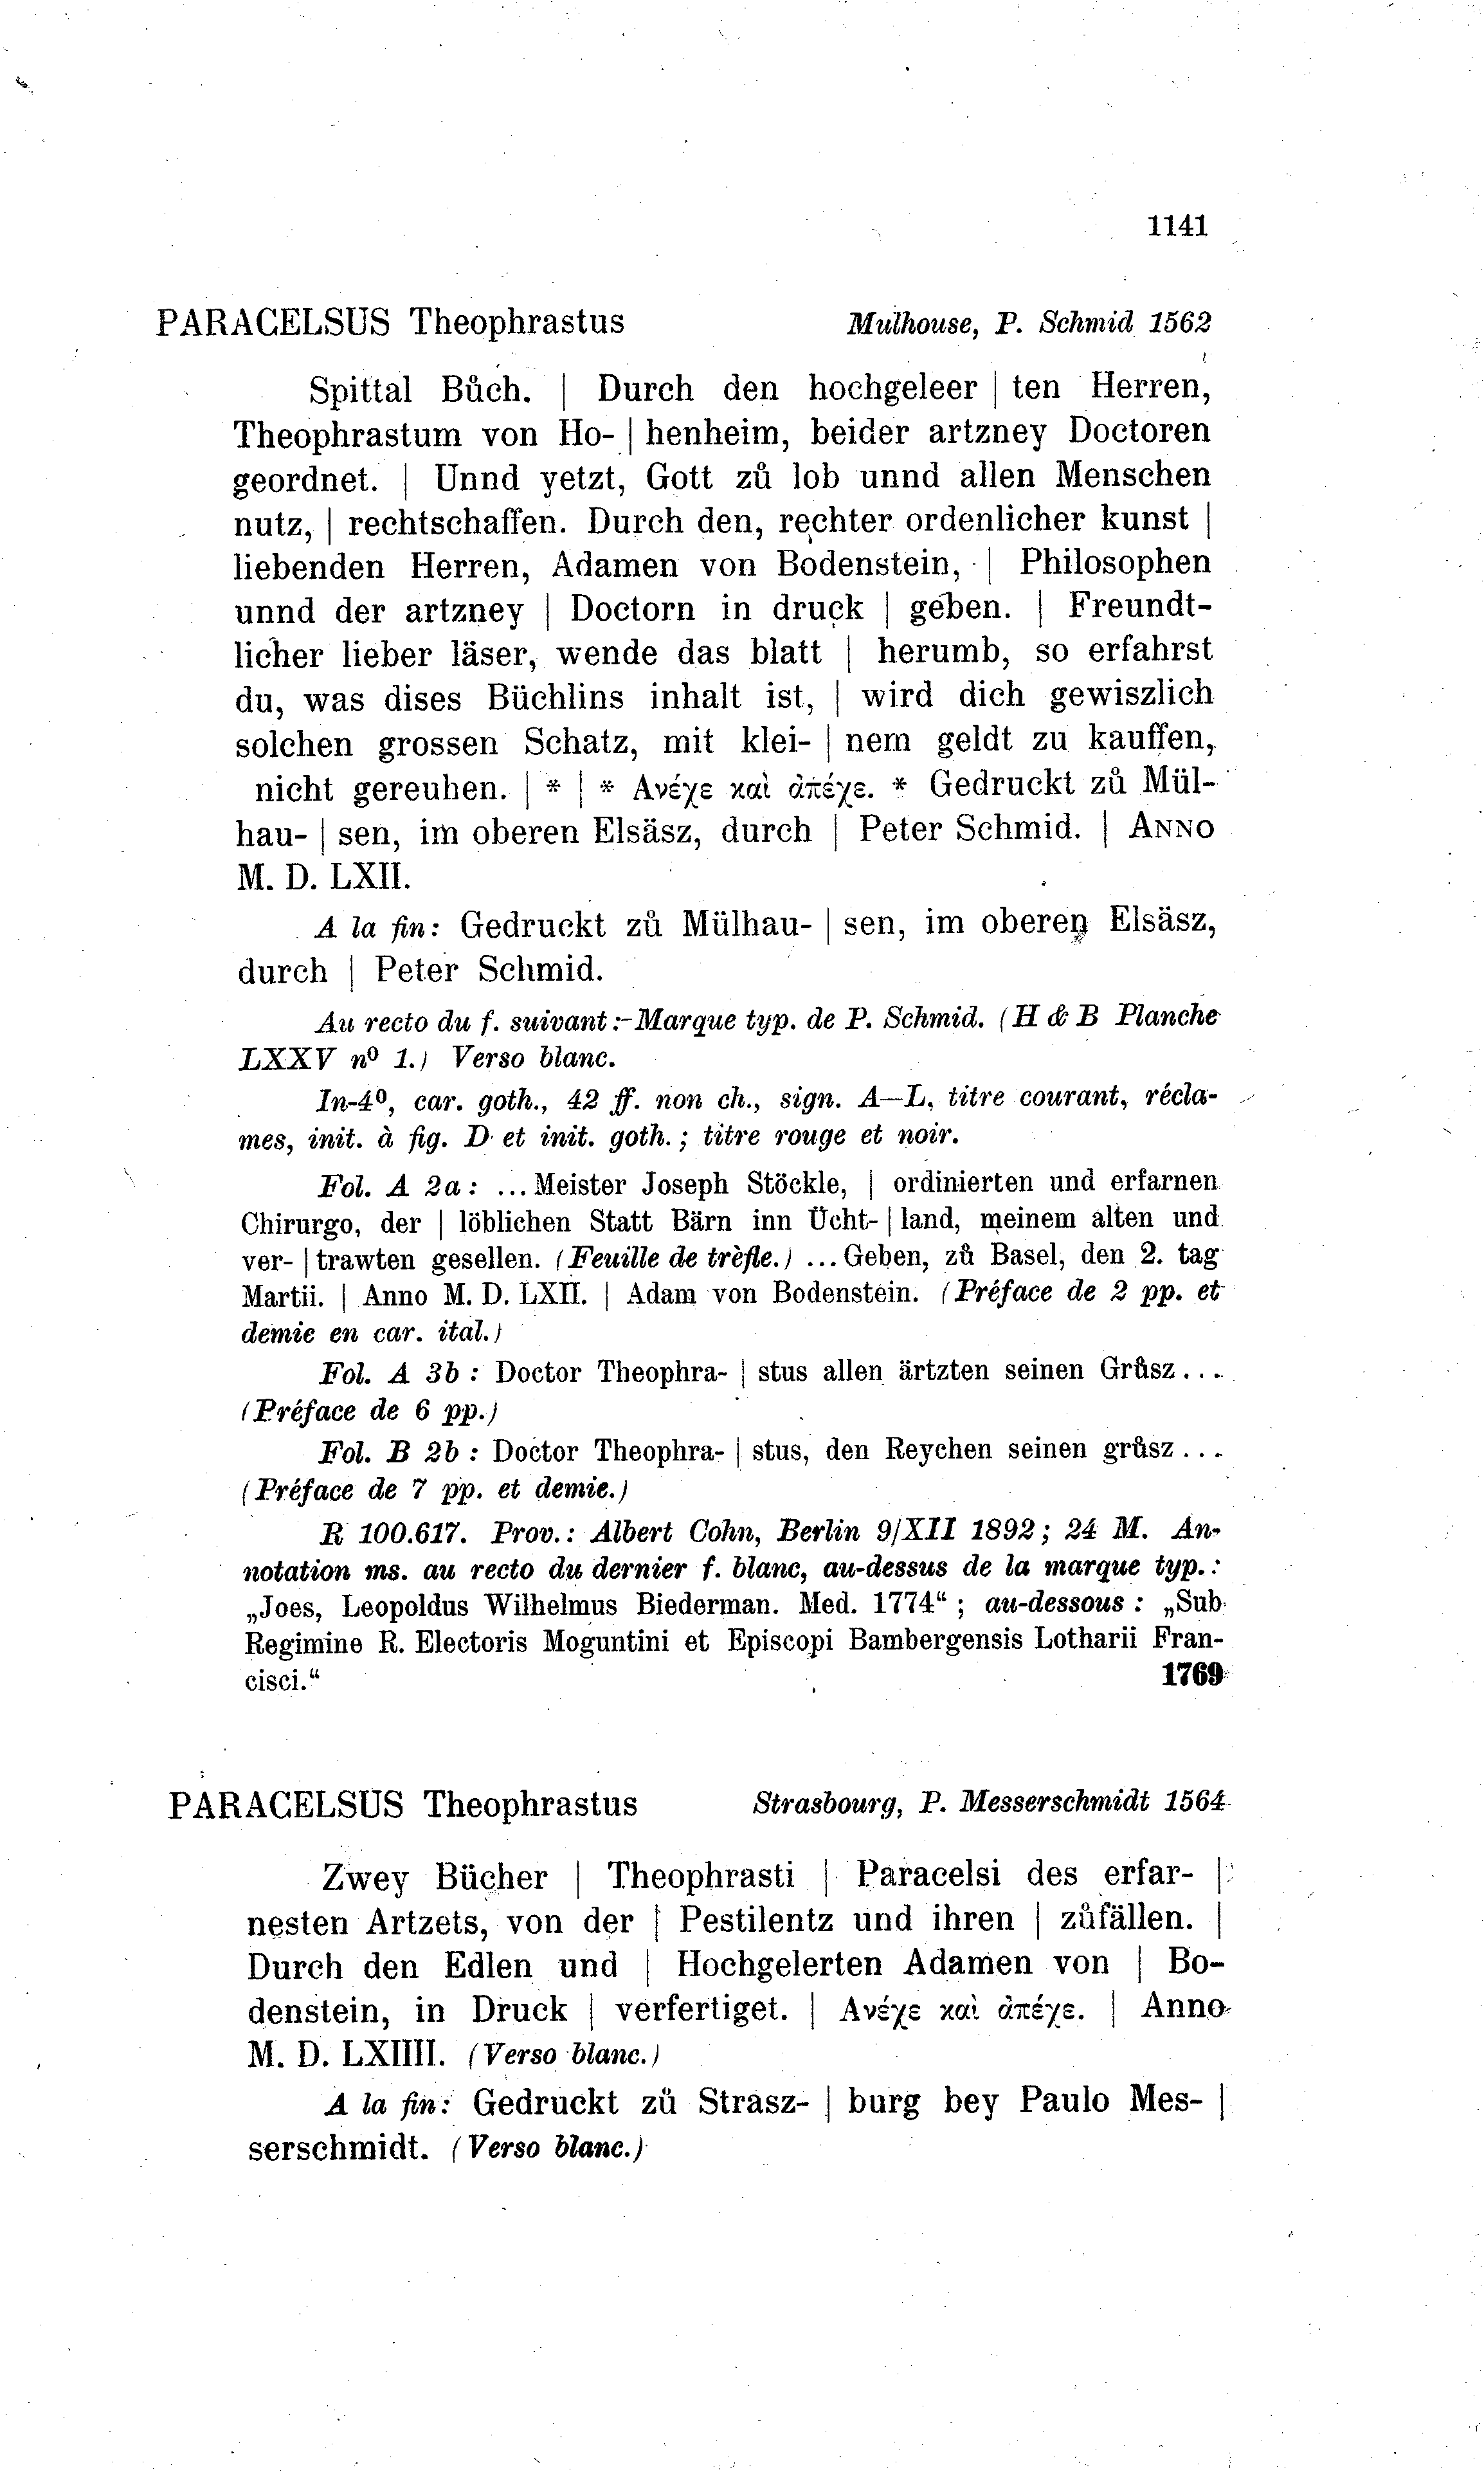 1141
PARACELSUS Theophrastus Mulhouse, P. Schmid 1562
Spittal Bůch. | Durch den hochgeleer | ten Herren,
Theophrastum von Ho- | henheim, beider artzney Doctoren
geordnet. | Unnd yetzt, Gott zů lob unnd allen Menschen
nutz, | rechtschaffen. Durch den, rechter ordenlicher kunst |
liebenden Herren, Adamen von Bodenstein, | Philosophen
unnd der artzney | Doctorn in druck | geben. | Freundt-
licher lieber läser, wende das blatt | herumb, so erfahrst
du, was dises Büchlins inhalt ist, | wird dich gewiszlich
solchen grossen Schatz, mit klei- | nem geldt zu kauffen,
nicht gereuhen. | * | * Ανέχε καὶ ἀπέχε. * Gedruckt zů Mül-
hau- | sen, im oberen Elsäsz, durch | Peter Schmid. | ANNO
M. D. LXII.
A la fin: Gedruckt zů Mülhau- | sen, im oberen Elsäsz,
durch | Peter Schmid.
Au recto du f. suivant :- Marque typ. de P. Schmid. (H & B Planche
LXXV nº 1.) Verso blanc.
In-4º, car. goth., 42 ff. non ch., sign. A—L, titre courant, récla-
mes, init. à fig. D et init. goth. ; titre rouge et noir.
Fol. A 2a : ... Meister Joseph Stöckle, | ordinierten und erfarnen
Chirurgo, der | löblichen Statt Bärn inn Ücht- | land, meinem alten und
ver- | trawten gesellen. (Feuille de trèfle.) ... Geben, zů Basel, den 2. tag
Martii. | Anno M. D. LXII. | Adam von Bodenstein. (Préface de 2 pp. et
demie en car. ital.)
Fol. A 3b : Doctor Theophra- | stus allen ärtzten seinen Grůsz ...
(Préface de 6 pp.)
Fol. B 2b : Doctor Theophra- | stus, den Reychen seinen grůsz ...
(Préface de 7 pp. et demie.)
R 100.617. Prov.: Albert Cohn, Berlin 9/XII 1892 ; 24 M. An-
notation ms. au recto du dernier f. blanc, au-dessus de la marque typ.:
„Joes, Leopoldus Wilhelmus Biederman. Med. 1774“ ; au-dessous : „Sub
Regimine R. Electoris Moguntini et Episcopi Bambergensis Lotharii Fran-
cisci.“ 1769
PARACELSUS Theophrastus Strasbourg, P. Messerschmidt 1564
Zwey Bücher | Theophrasti | Paracelsi des erfar- |
nesten Artzets, von der | Pestilentz und ihren | zůfällen. |
Durch den Edlen und | Hochgelerten Adamen von | Bo-
denstein, in Druck | verfertiget. | Ανέχε καὶ ἀπέχε. | Anno
M. D. LXIIII. (Verso blanc.)
A la fin: Gedruckt zů Strasz- | burg bey Paulo Mes- |
serschmidt. (Verso blanc.)